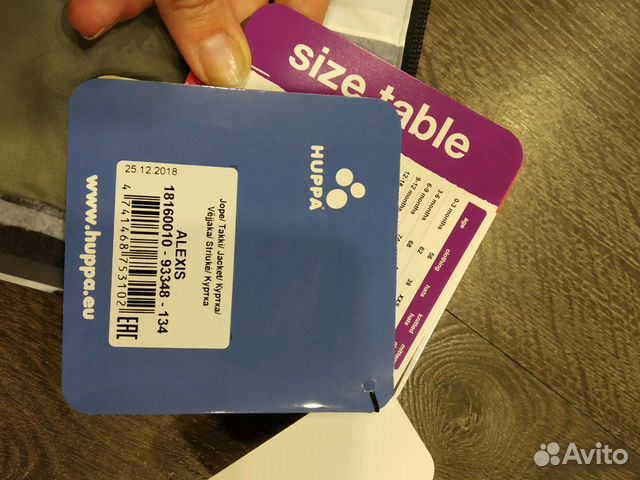 size table
HUPPA
25.12.2018
Jope/ Takki/ Jacket/ Куртка/
Vējjaka/ Striukė/ Куртка
ALEXIS
18160010 - 93348 - 134
4 741468 753102
EAC
www.huppa.eu
age
clothing
hats
knitted
hats
0-3 months
56
39
XXS
3-6 months
62
6-9 months
68
9-12 months
12-18
Avito